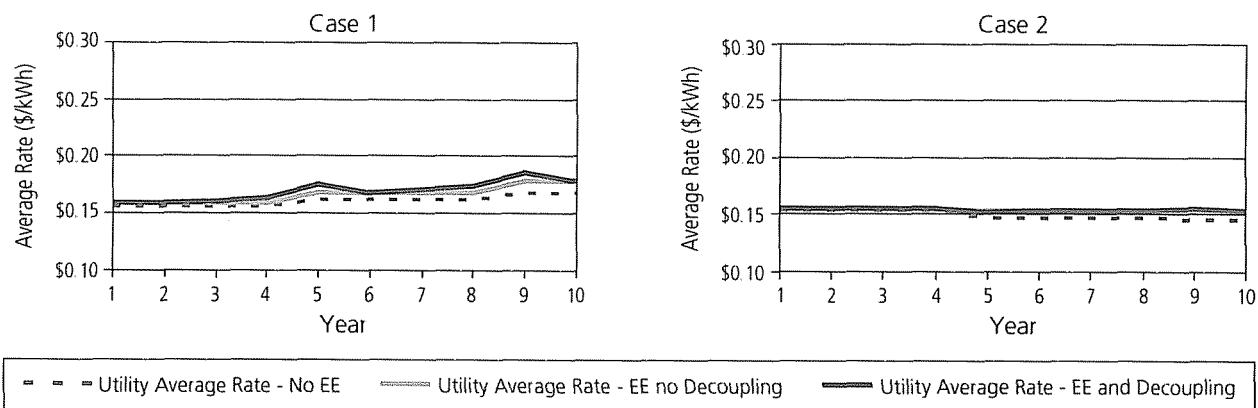 Case 1
Average Rate ($/kWh)
$0.30
$0.25
$0.20
$0.15
$0.10
1 2 3 4 5 6 7 8 9 10
Year
Case 2
Average Rate ($/kWh)
$0.30
$0.25
$0.20
$0.15
$0.10
1 2 3 4 5 6 7 8 9 10
Year
Utility Average Rate - No EE
Utility Average Rate - EE no Decoupling
Utility Average Rate - EE and Decoupling